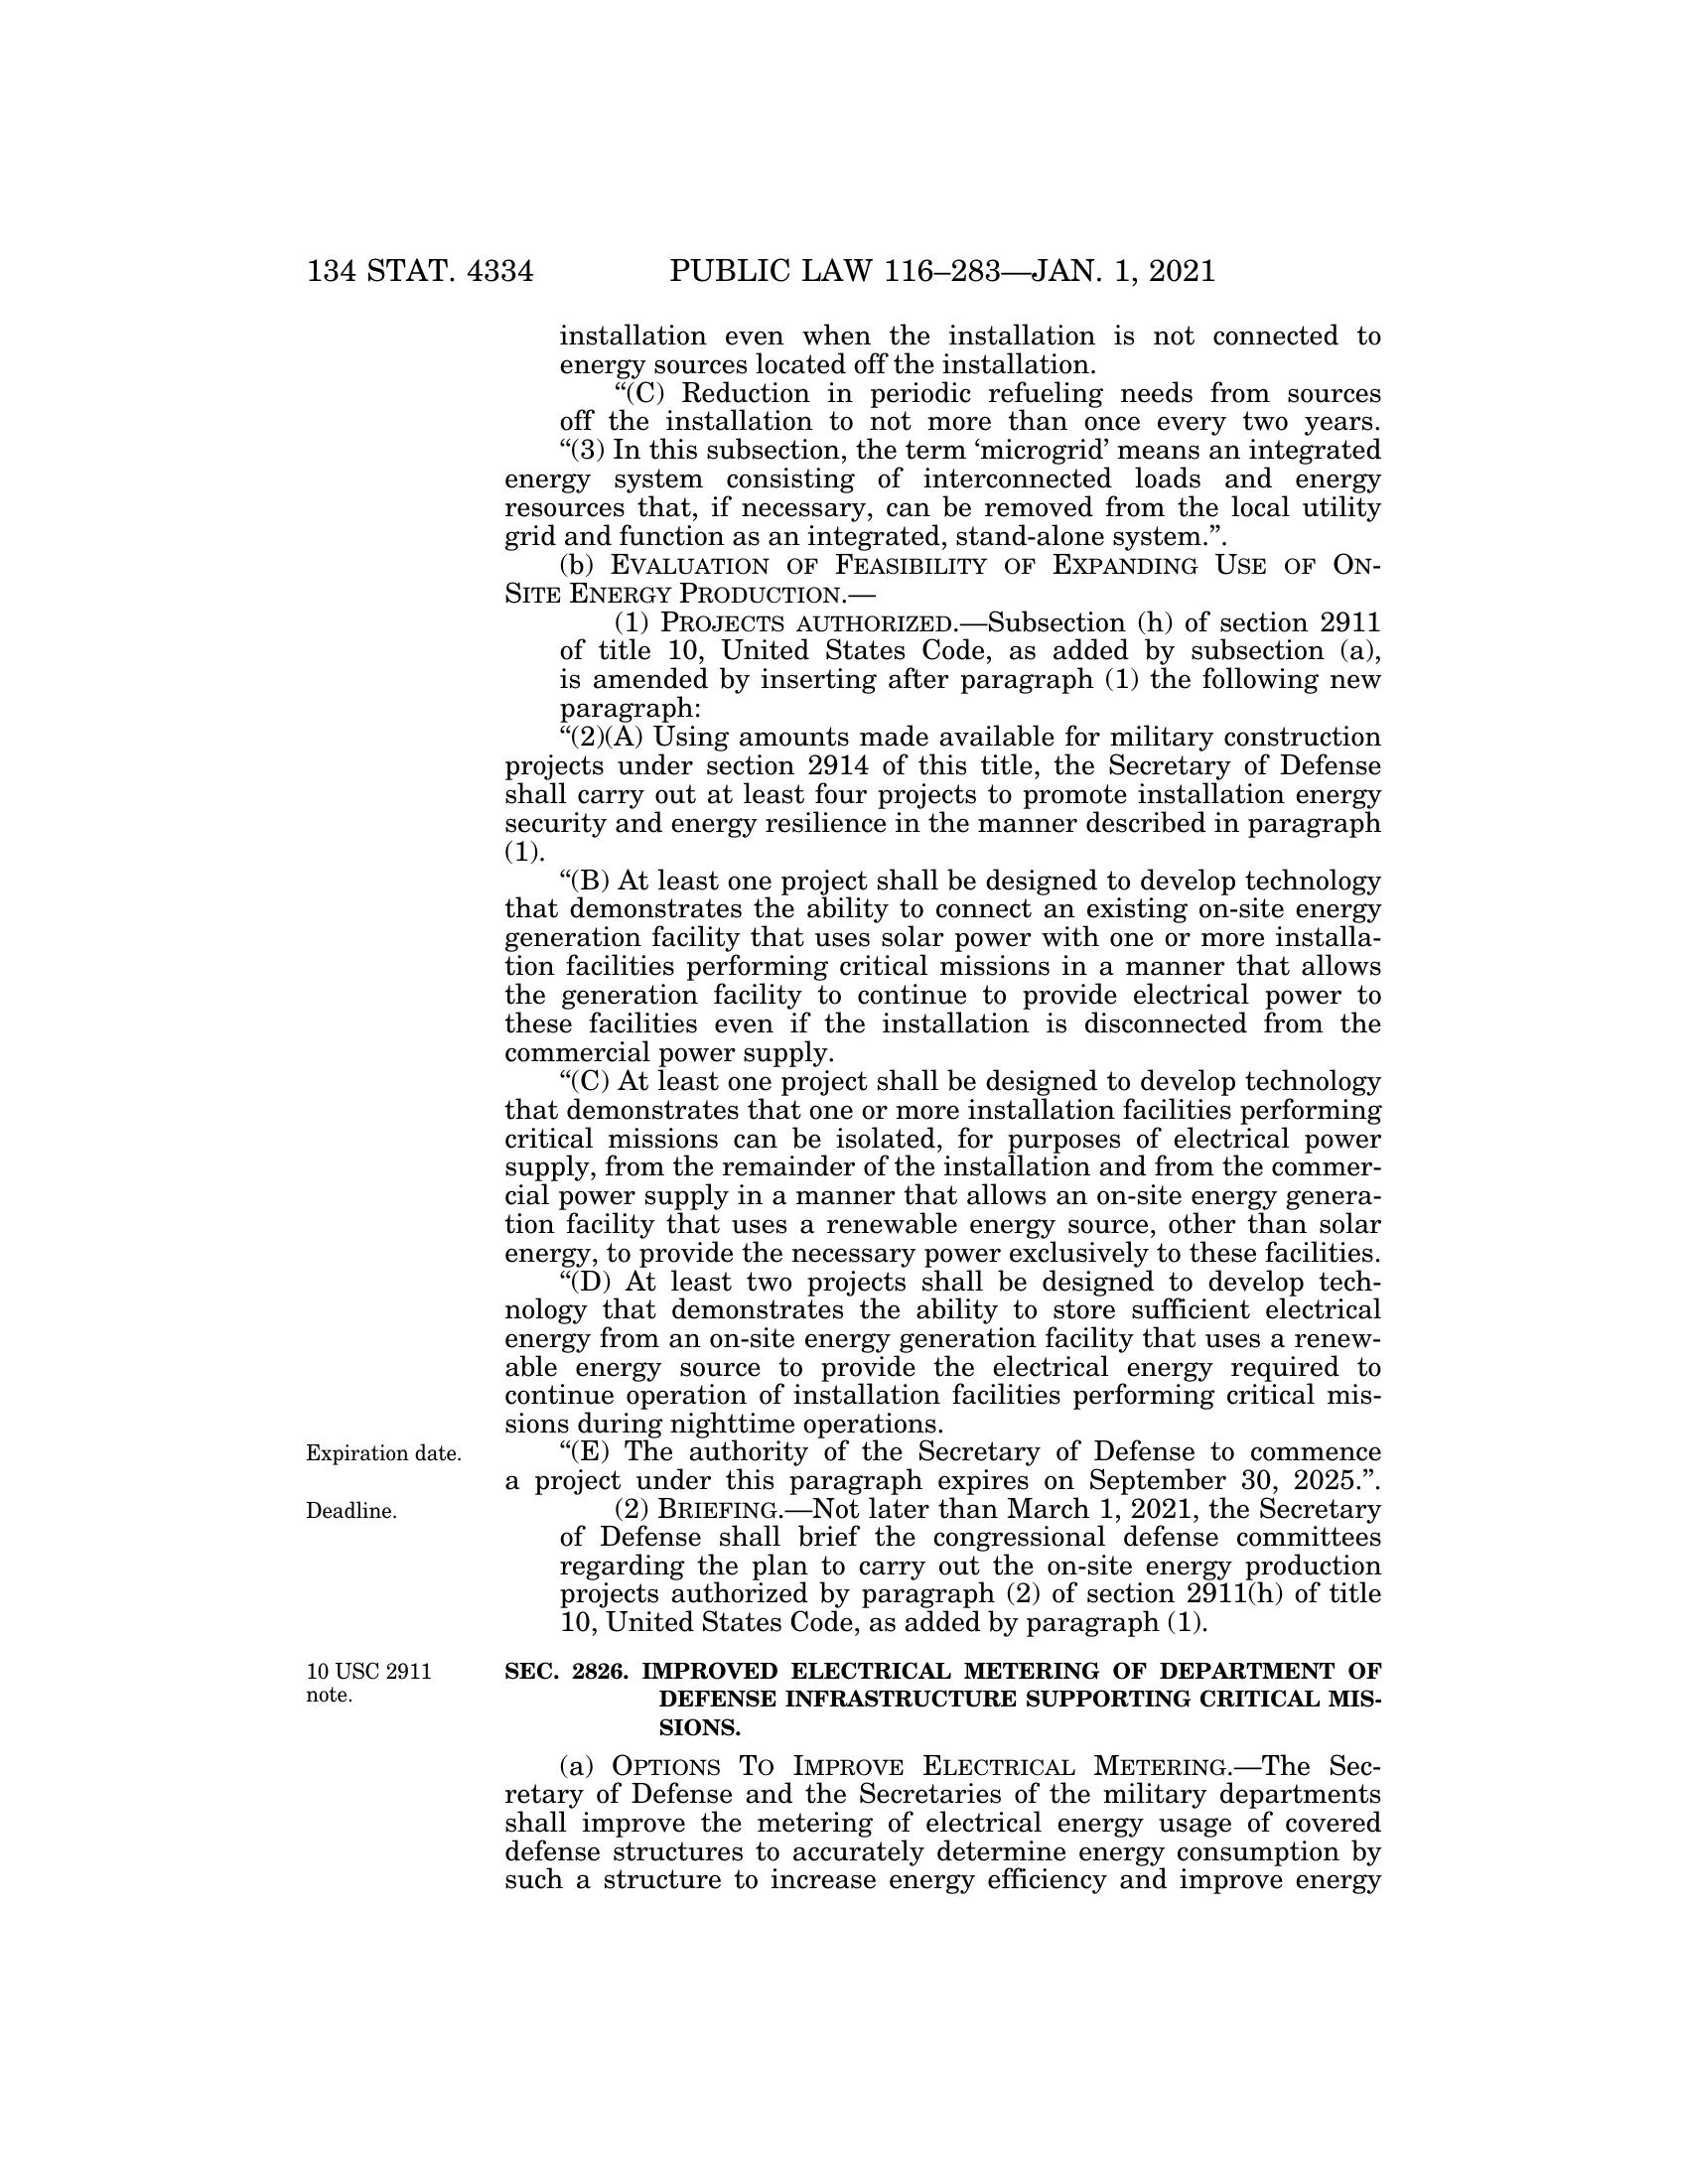 134 STAT. 4334 PUBLIC LAW 116–283—JAN. 1, 2021
installation even when the installation is not connected to
energy sources located off the installation.
“(C) Reduction in periodic refueling needs from sources
off the installation to not more than once every two years.
“(3) In this subsection, the term ‘microgrid’ means an integrated
energy system consisting of interconnected loads and energy
resources that, if necessary, can be removed from the local utility
grid and function as an integrated, stand-alone system.”.
(b) EVALUATION OF FEASIBILITY OF EXPANDING USE OF ON-
SITE ENERGY PRODUCTION.—
(1) PROJECTS AUTHORIZED.—Subsection (h) of section 2911
of title 10, United States Code, as added by subsection (a),
is amended by inserting after paragraph (1) the following new
paragraph:
“(2)(A) Using amounts made available for military construction
projects under section 2914 of this title, the Secretary of Defense
shall carry out at least four projects to promote installation energy
security and energy resilience in the manner described in paragraph
(1).
“(B) At least one project shall be designed to develop technology
that demonstrates the ability to connect an existing on-site energy
generation facility that uses solar power with one or more installa-
tion facilities performing critical missions in a manner that allows
the generation facility to continue to provide electrical power to
these facilities even if the installation is disconnected from the
commercial power supply.
“(C) At least one project shall be designed to develop technology
that demonstrates that one or more installation facilities performing
critical missions can be isolated, for purposes of electrical power
supply, from the remainder of the installation and from the commer-
cial power supply in a manner that allows an on-site energy genera-
tion facility that uses a renewable energy source, other than solar
energy, to provide the necessary power exclusively to these facilities.
“(D) At least two projects shall be designed to develop tech-
nology that demonstrates the ability to store sufficient electrical
energy from an on-site energy generation facility that uses a renew-
able energy source to provide the electrical energy required to
continue operation of installation facilities performing critical mis-
sions during nighttime operations.
Expiration date.
“(E) The authority of the Secretary of Defense to commence
a project under this paragraph expires on September 30, 2025.”.
Deadline.
(2) BRIEFING.—Not later than March 1, 2021, the Secretary
of Defense shall brief the congressional defense committees
regarding the plan to carry out the on-site energy production
projects authorized by paragraph (2) of section 2911(h) of title
10, United States Code, as added by paragraph (1).
10 USC 2911
note.
SEC. 2826. IMPROVED ELECTRICAL METERING OF DEPARTMENT OF
DEFENSE INFRASTRUCTURE SUPPORTING CRITICAL MIS-
SIONS.
(a) OPTIONS TO IMPROVE ELECTRICAL METERING.—The Sec-
retary of Defense and the Secretaries of the military departments
shall improve the metering of electrical energy usage of covered
defense structures to accurately determine energy consumption by
such a structure to increase energy efficiency and improve energy